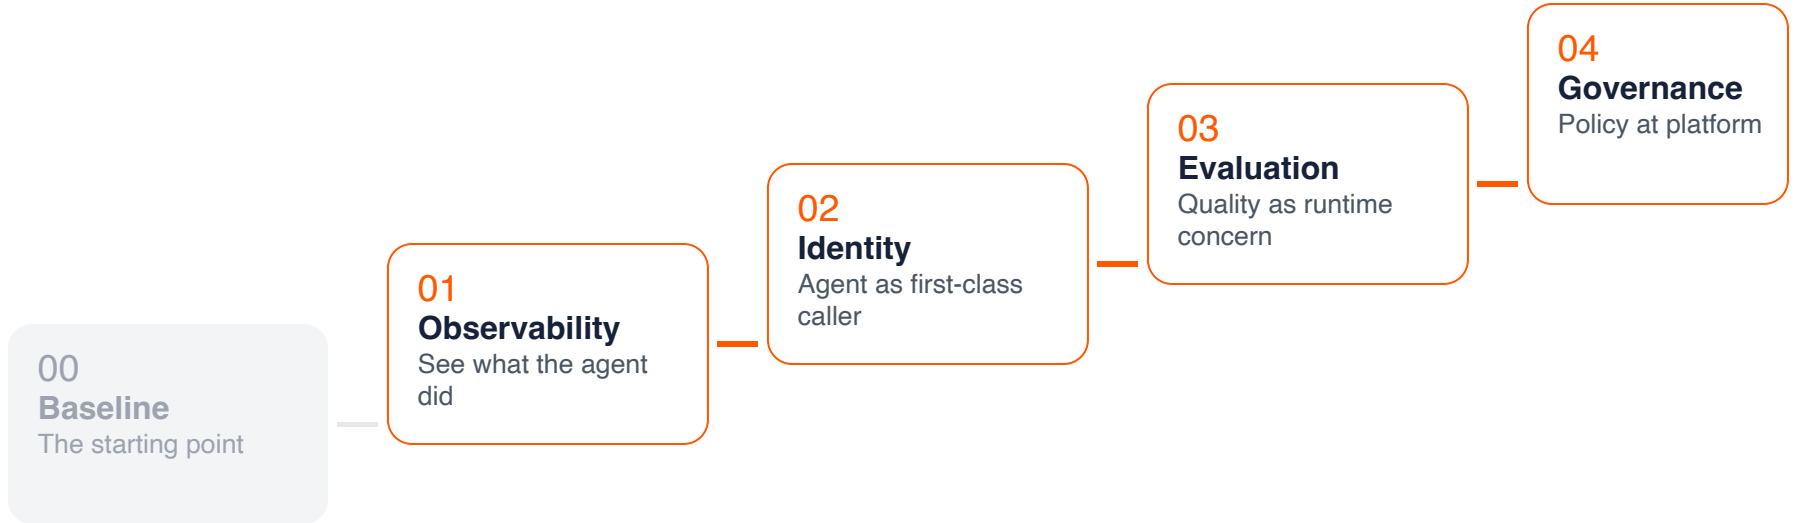 00
Baseline
The starting point
01
Observability
See what the agent
did
02
Identity
Agent as first-class
caller
03
Evaluation
Quality as runtime
concern
04
Governance
Policy at platform